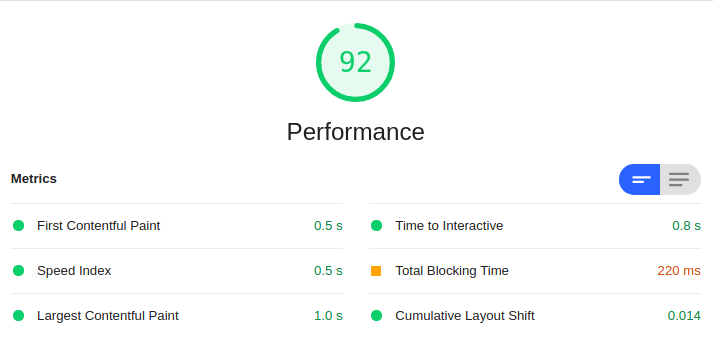 92
Performance
Metrics
First Contentful Paint 0.5 s
Time to Interactive 0.8 s
Speed Index 0.5 s
Total Blocking Time 220 ms
Largest Contentful Paint 1.0 s
Cumulative Layout Shift 0.014